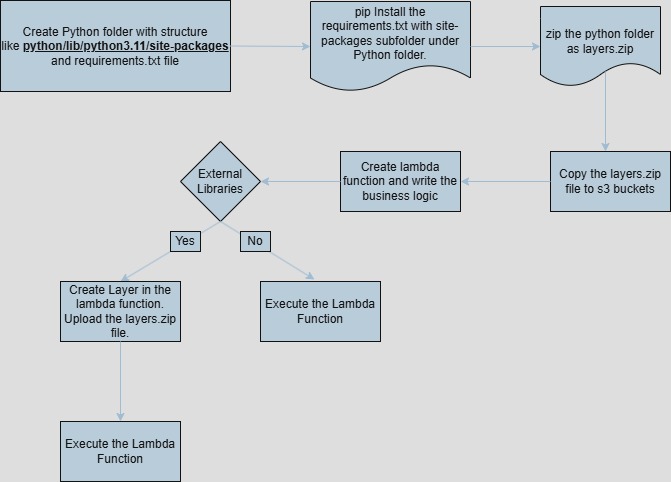 Create Python folder with structure
like python/lib/python3.11/site-packages
and requirements.txt file
pip Install the
requirements.txt with site-
packages subfolder under
Python folder.
zip the python folder
as layers.zip
External
Libraries
Create lambda
function and write the
business logic
Copy the layers.zip
file to s3 buckets
Yes
No
Create Layer in the
lambda function.
Upload the layers.zip
file.
Execute the Lambda
Function
Execute the Lambda
Function